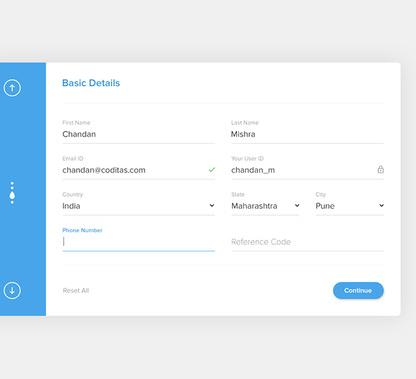 Basic Details
First Name
Last Name
Chandan
Mishra
Email ID
Your User ID
chandan@coditas.com
chandan_m
Country
State
City
India
Maharashtra
Pune
Phone Number
Reference Code
Reset All
Continue